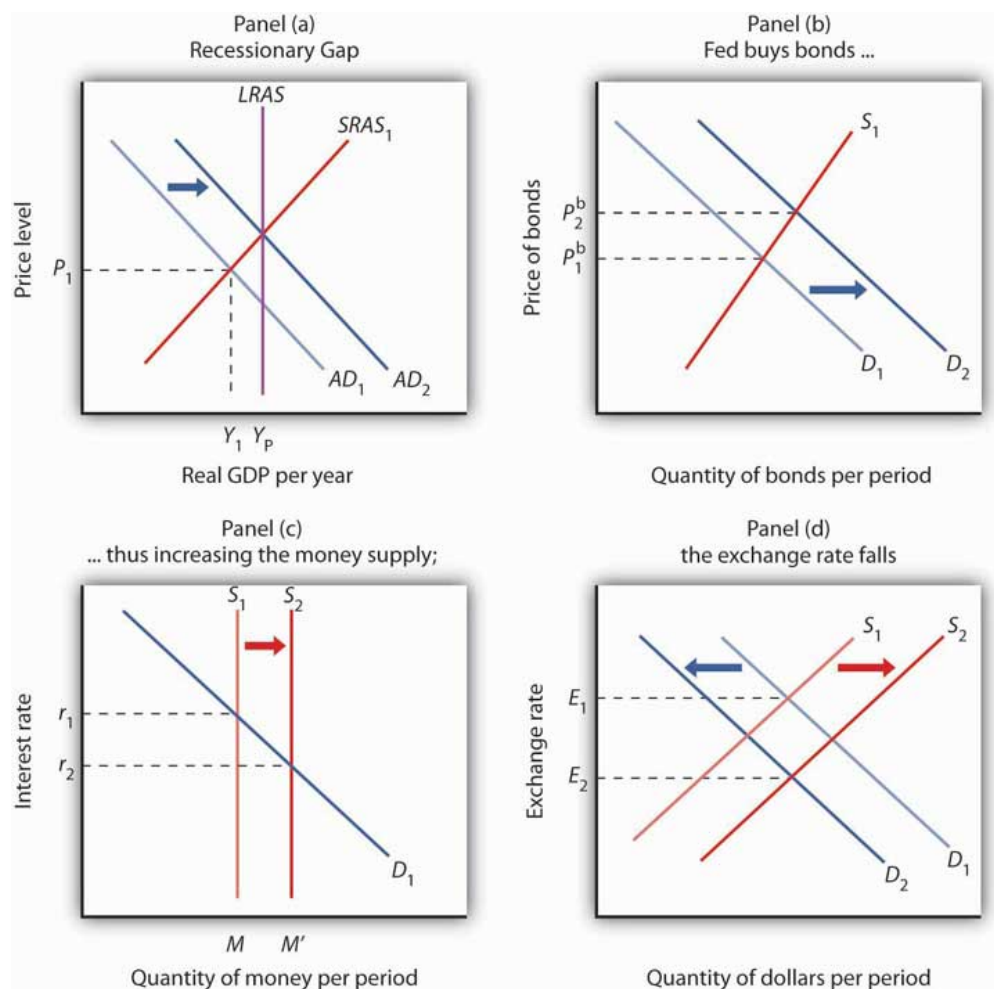 Panel (a)
Recessionary Gap
LRAS
SRAS1
Price level
P1
AD1
AD2
Y1 YP
Real GDP per year
Panel (b)
Fed buys bonds ...
S1
Price of bonds
P2b
P1b
D1
D2
Quantity of bonds per period
Panel (c)
... thus increasing the money supply;
S1
S2
Interest rate
r1
r2
D1
M
M'
Quantity of money per period
Panel (d)
the exchange rate falls
S1
S2
Exchange rate
E1
E2
D2
D1
Quantity of dollars per period